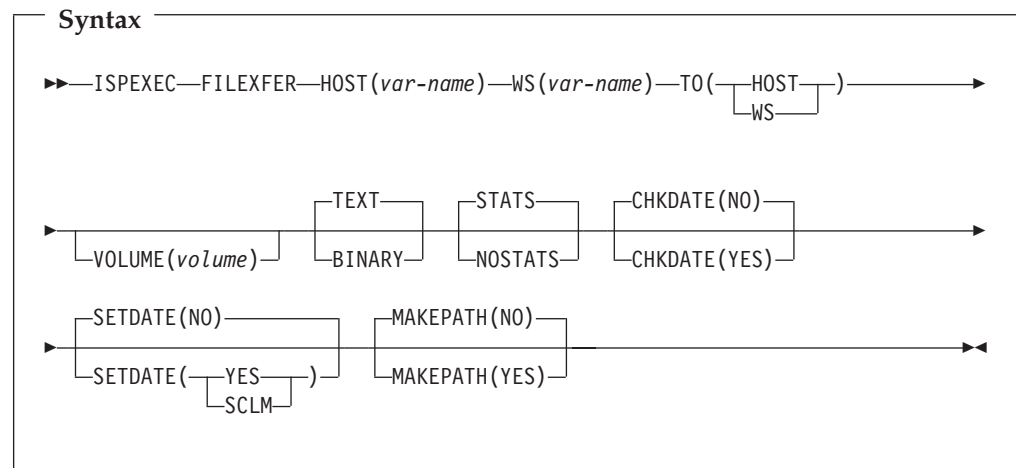 Syntax
ISPEXEC FILEXFER HOST(var-name) WS(var-name) TO( HOST )
WS
TEXT STATS CHKDATE(NO)
VOLUME(volume) BINARY NOSTATS CHKDATE(YES)
SETDATE(NO) MAKEPATH(NO)
SETDATE( YES ) MAKEPATH(YES)
SCLM